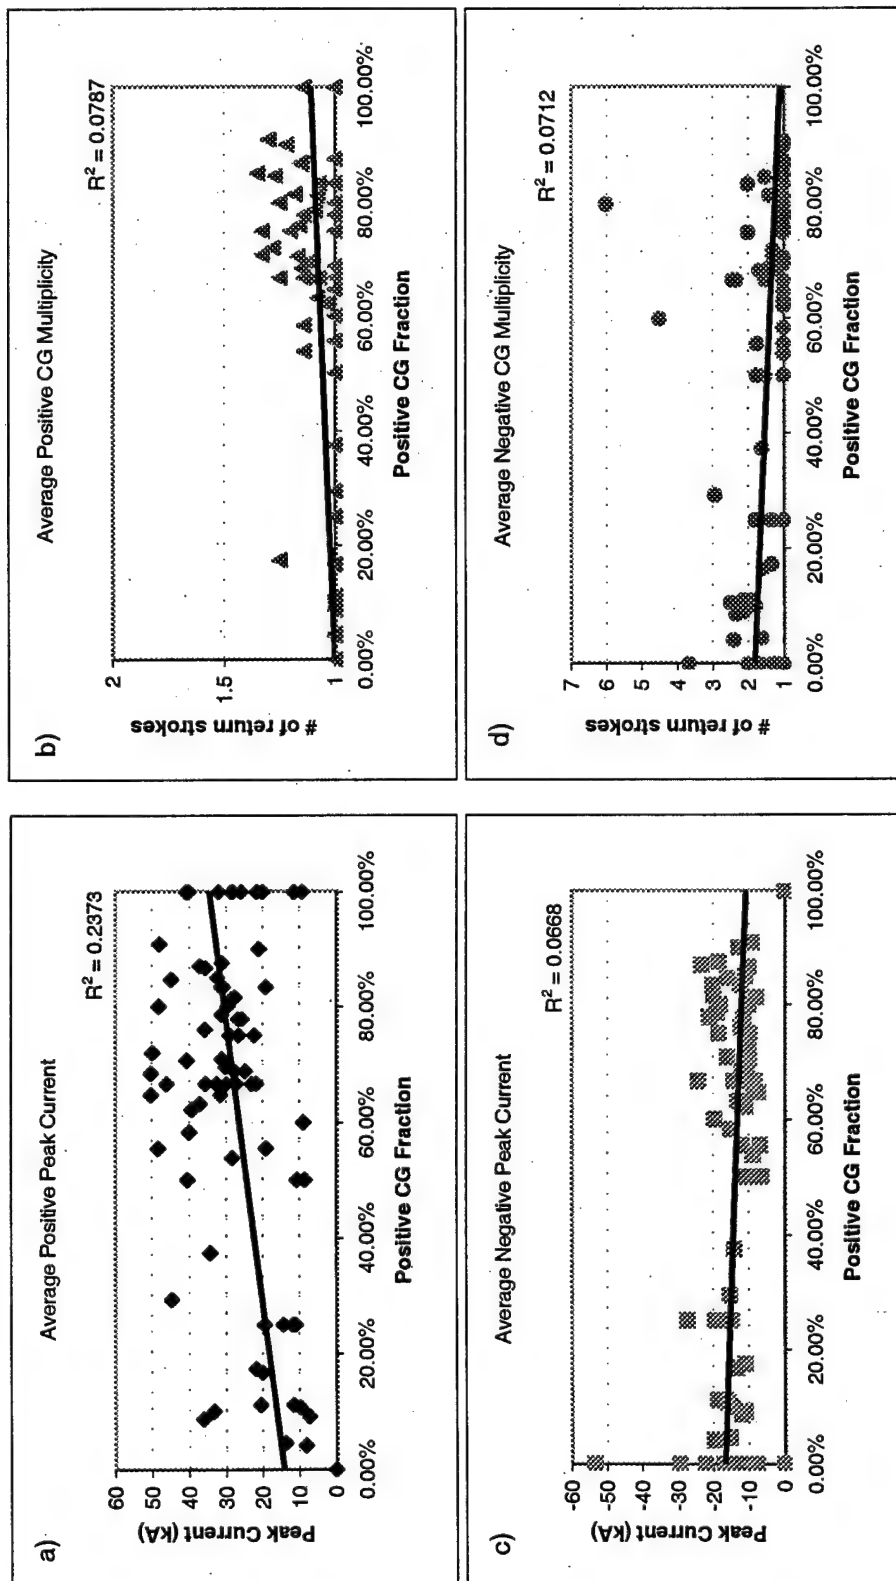 a)
Average Positive Peak Current
R² = 0.2373
Peak Current (kA)
60
50
40
30
20
10
0
0.00%
20.00%
40.00%
60.00%
80.00%
100.00%
Positive CG Fraction
b)
Average Positive CG Multiplicity
R² = 0.0787
# of return strokes
2
1.5
1
0.00%
20.00%
40.00%
60.00%
80.00%
100.00%
Positive CG Fraction
c)
Average Negative Peak Current
R² = 0.0668
Peak Current (kA)
-60
-50
-40
-30
-20
-10
0
0.00%
20.00%
40.00%
60.00%
80.00%
100.00%
Positive CG Fraction
d)
Average Negative CG Multiplicity
R² = 0.0712
# of return strokes
7
6
5
4
3
2
1
0.00%
20.00%
40.00%
60.00%
80.00%
100.00%
Positive CG Fraction